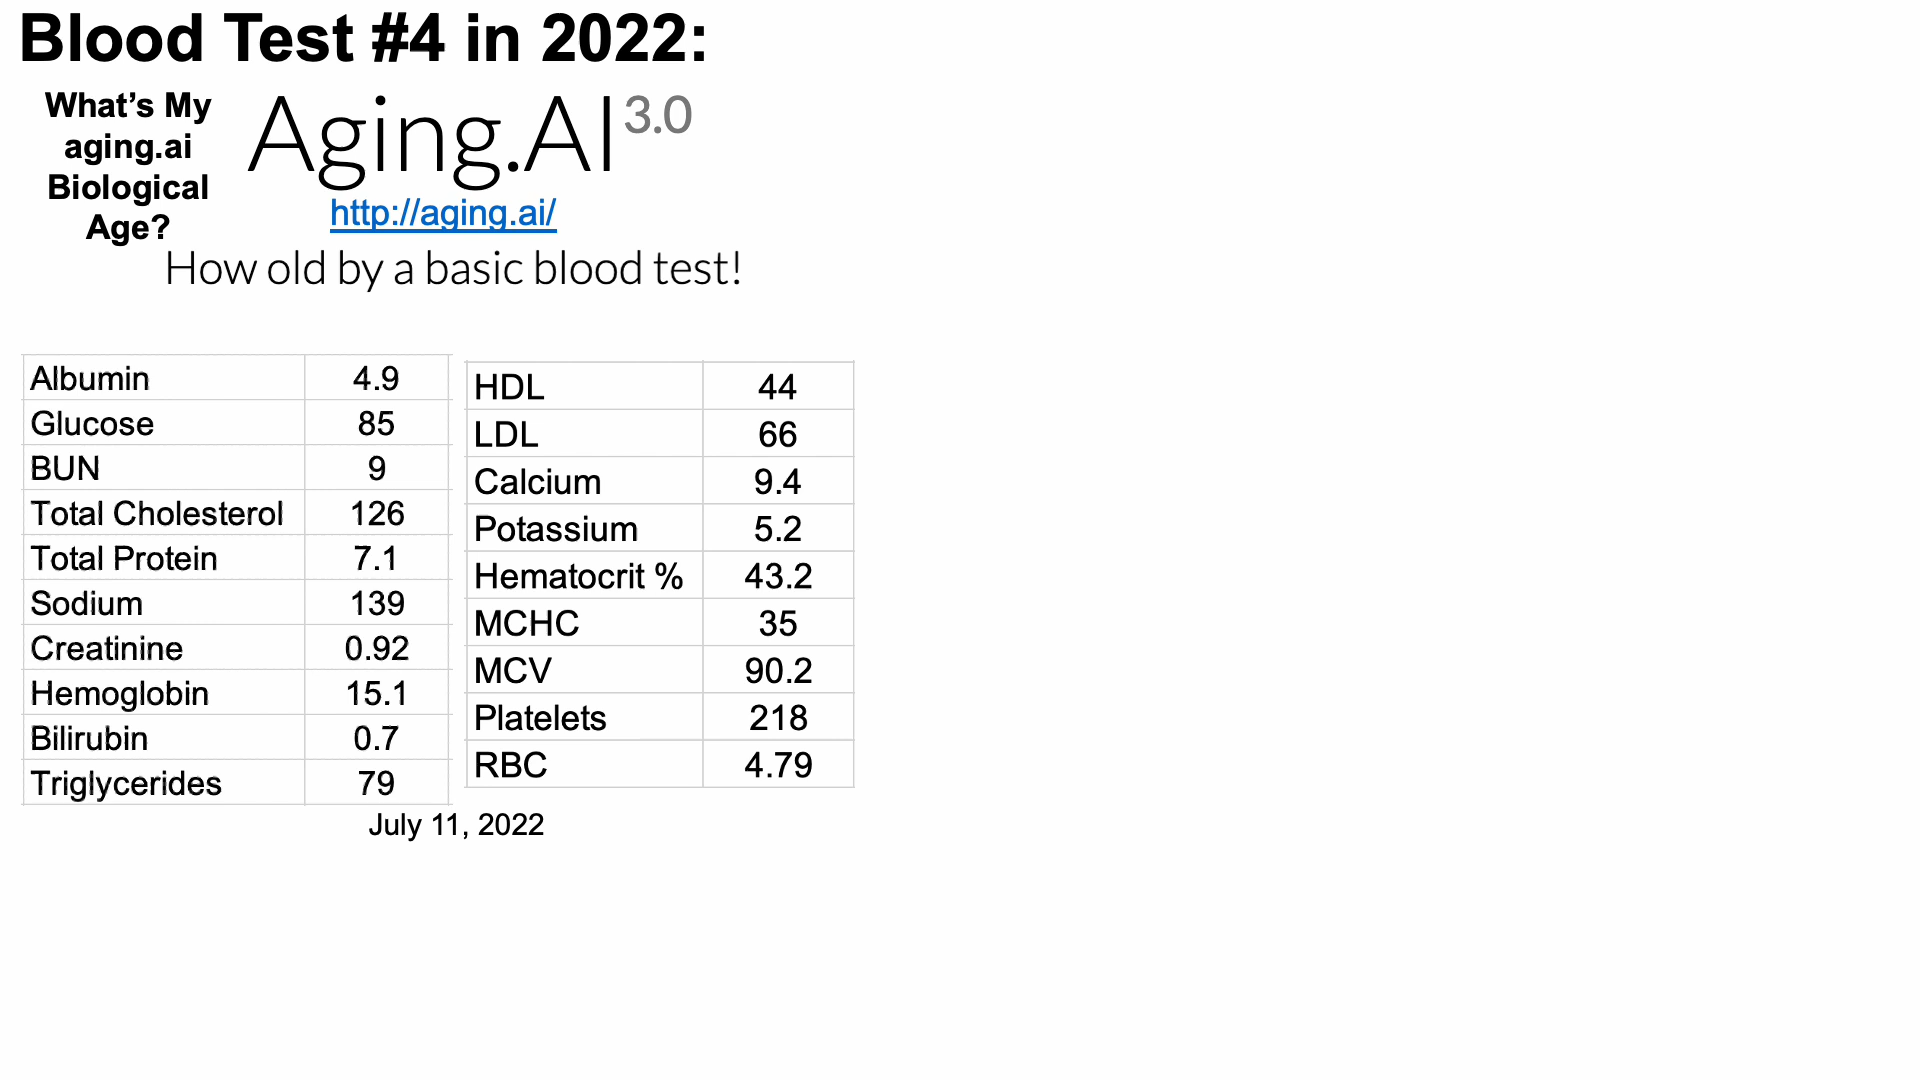 Blood Test #4 in 2022:
What’s My
aging.ai
Biological
Age?
Aging.AI 3.0
http://aging.ai/
How old by a basic blood test!
Albumin 4.9
Glucose 85
BUN 9
Total Cholesterol 126
Total Protein 7.1
Sodium 139
Creatinine 0.92
Hemoglobin 15.1
Bilirubin 0.7
Triglycerides 79
HDL 44
LDL 66
Calcium 9.4
Potassium 5.2
Hematocrit % 43.2
MCHC 35
MCV 90.2
Platelets 218
RBC 4.79
July 11, 2022